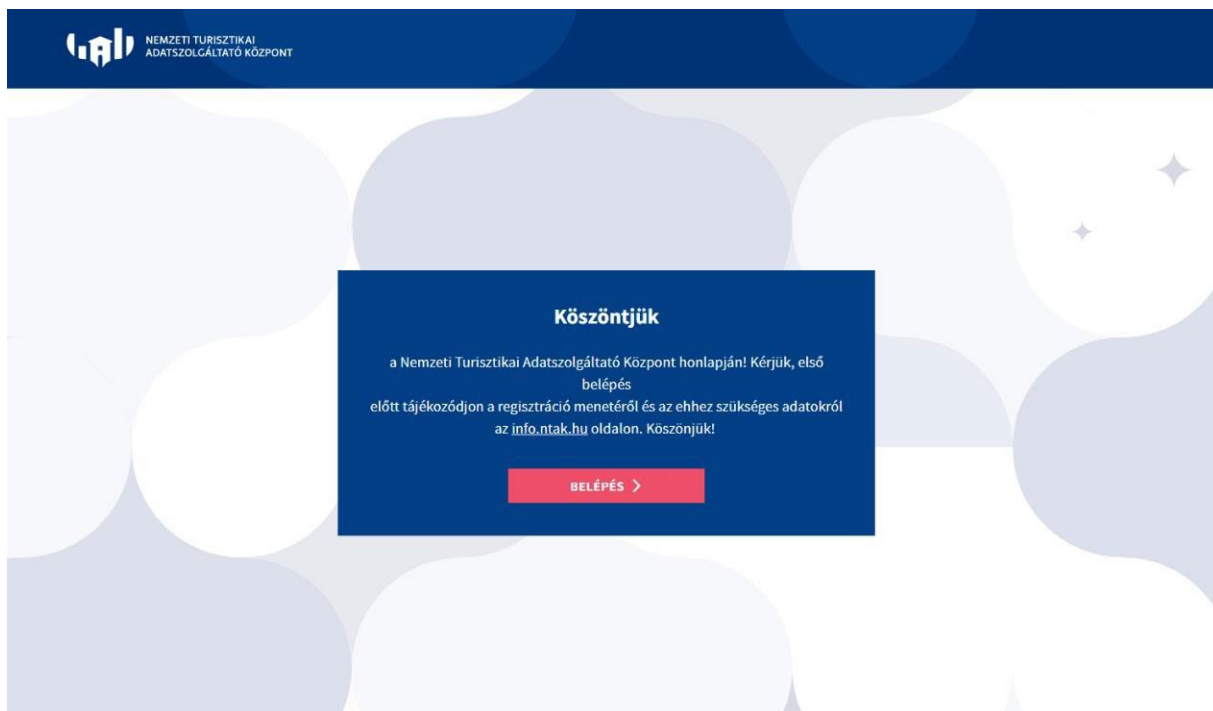 NEMZETI TURISZTIKAI
ADATSZOLGÁLTATÓ KÖZPONT
Köszöntjük
a Nemzeti Turisztikai Adatszolgáltató Központ honlapján! Kérjük, első
belépés
előtt tájékozódjon a regisztráció menetéről és az ehhez szükséges adatokról
az info.ntak.hu oldalon. Köszönjük!
BELÉPÉS